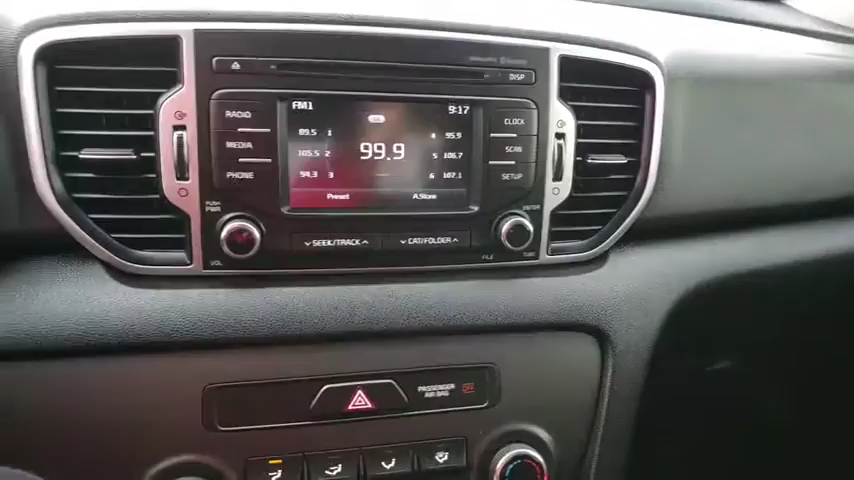 DISP
RADIO
FM1
9:17
CLOCK
89.5 1
95.9
MEDIA
105.5 2
99.9
5 106.7
SCAN
PHONE
94.3 3
6 107.1
SETUP
Preset
A.Store
PUSH
PWR
ENTER
SEEK/TRACK
CAT/FOLDER
VOL
FILE
TUNE
PASSENGER
AIR BAG
OFF